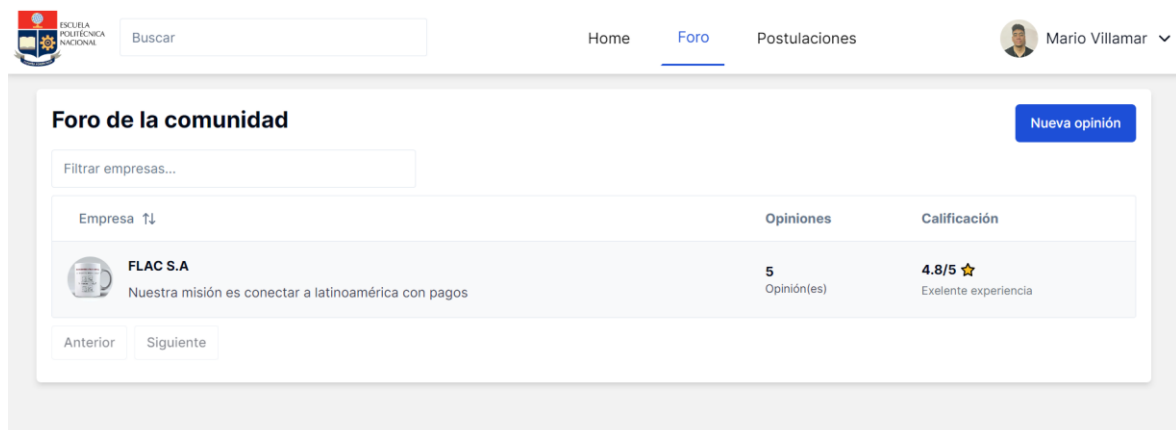 ESCUELA
POLITÉCNICA
NACIONAL
Buscar
Home
Foro
Postulaciones
Mario Villamar
Foro de la comunidad
Nueva opinión
Filtrar empresas...
Empresa
Opiniones
Calificación
FLAC S.A
Nuestra misión es conectar a latinoamérica con pagos
5
Opinión(es)
4.8/5
Exelente experiencia
Anterior
Siguiente